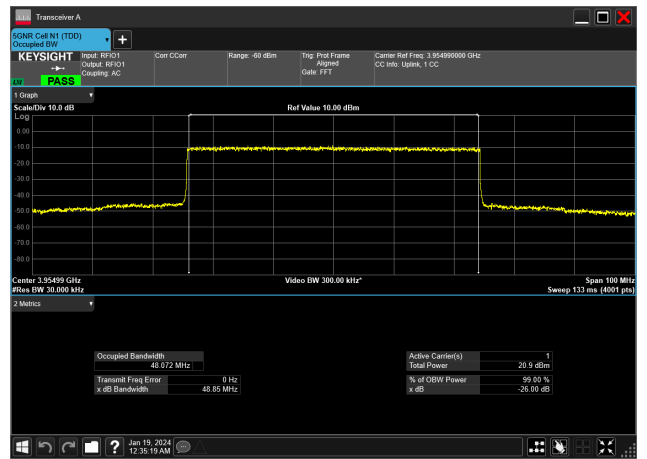 Transceiver A
5GNR Cell N1 (TDD)
Occupied BW
KEYSIGHT
PASS
Input: RFIO1
Output: RFIO1
Coupling: AC
Corr CCorr
Range: -60 dBm
Trig: Prot Frame
Aligned
Gate: FFT
Carrier Ref Freq: 3.954990000 GHz
CC Info: Uplink, 1 CC
1 Graph
Scale/Div 10.0 dB
Ref Value 10.00 dBm
Log
0.00
-10.0
-20.0
-30.0
-40.0
-50.0
-60.0
-70.0
-80.0
Center 3.95499 GHz
Video BW 300.00 kHz*
Span 100 MHz
#Res BW 30.000 kHz
Sweep 133 ms (4001 pts)
2 Metrics
Occupied Bandwidth
48.072 MHz
Active Carrier(s) 1
Total Power 20.9 dBm
Transmit Freq Error 0 Hz
x dB Bandwidth 48.85 MHz
% of OBW Power 99.00 %
x dB -26.00 dB
Jan 19, 2024
12:35:19 AM